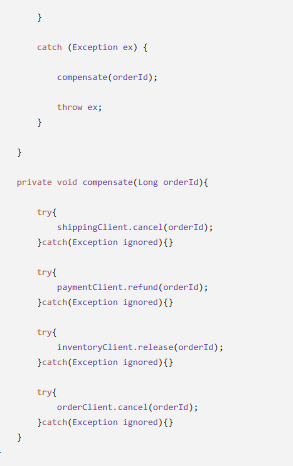 }
catch (Exception ex) {
compensate(orderId);
throw ex;
}
}
private void compensate(Long orderId){
try{
shippingClient.cancel(orderId);
}catch(Exception ignored){}
try{
paymentClient.refund(orderId);
}catch(Exception ignored){}
try{
inventoryClient.release(orderId);
}catch(Exception ignored){}
try{
orderClient.cancel(orderId);
}catch(Exception ignored){}
}